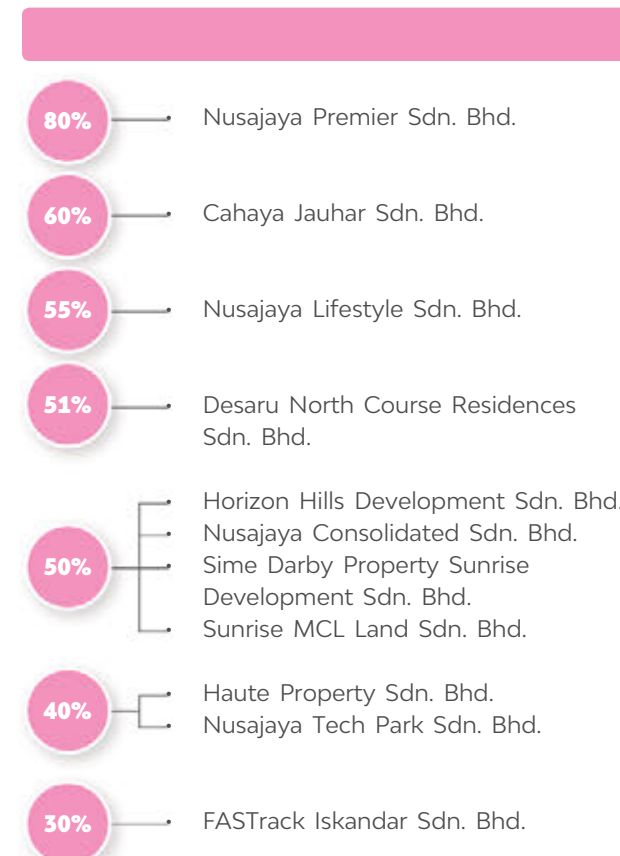 80%
Nusajaya Premier Sdn. Bhd.
60%
Cahaya Jauhar Sdn. Bhd.
55%
Nusajaya Lifestyle Sdn. Bhd.
51%
Desaru North Course Residences
Sdn. Bhd.
50%
Horizon Hills Development Sdn. Bhd.
Nusajaya Consolidated Sdn. Bhd.
Sime Darby Property Sunrise
Development Sdn. Bhd.
Sunrise MCL Land Sdn. Bhd.
40%
Haute Property Sdn. Bhd.
Nusajaya Tech Park Sdn. Bhd.
30%
FASTrack Iskandar Sdn. Bhd.